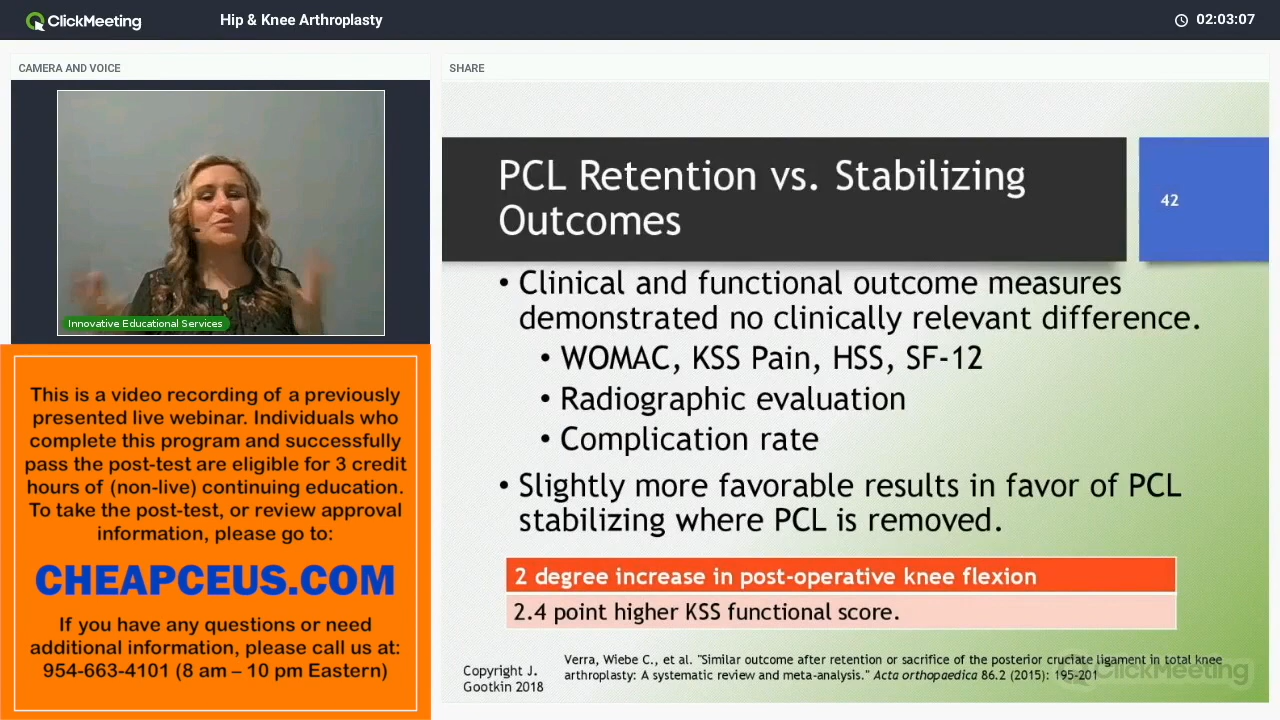 ClickMeeting
Hip & Knee Arthroplasty
02:03:07
CAMERA AND VOICE
Innovative Educational Services
This is a video recording of a previously
presented live webinar. Individuals who
complete this program and successfully
pass the post-test are eligible for 3 credit
hours of (non-live) continuing education.
To take the post-test, or review approval
information, please go to:
CHEAPCEUS.COM
If you have any questions or need
additional information, please call us at:
954-663-4101 (8 am – 10 pm Eastern)
SHARE
PCL Retention vs. Stabilizing
Outcomes
42
• Clinical and functional outcome measures
demonstrated no clinically relevant difference.
• WOMAC, KSS Pain, HSS, SF-12
• Radiographic evaluation
• Complication rate
• Slightly more favorable results in favor of PCL
stabilizing where PCL is removed.
2 degree increase in post-operative knee flexion
2.4 point higher KSS functional score.
Copyright J.
Gootkin 2018
Verra, Wiebe C., et al. "Similar outcome after retention or sacrifice of the posterior cruciate ligament in total knee
arthroplasty: A systematic review and meta-analysis." Acta orthopaedica 86.2 (2015): 195-201
ClickMeeting